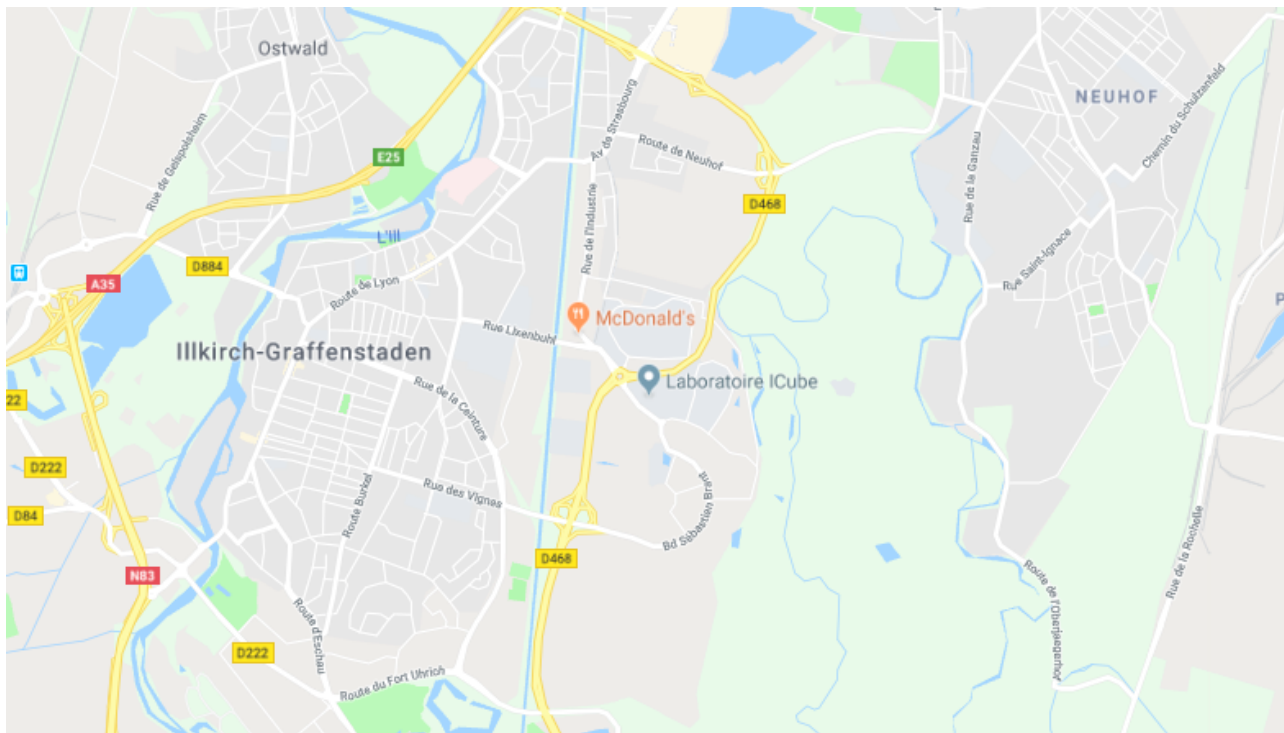 Ostwald
NEUHOF
Rue de Geispolsheim
Av de Strasbourg
Route de Neuhof
Chemin du Schulzanfeld
E25
D468
Rue de la Ganzau
L'Ill
Rue de l'Industrie
Rue Saint-Ignace
D884
A35
Route de Lyon
P
McDonald's
Rue Lixenbuhl
Illkirch-Graffenstaden
Laboratoire ICube
Rue de la Ceinture
22
D222
Rue des Vignes
Route Burkel
Bd Sébastien Brant
D84
D468
N83
Rue de la Rochelle
Route de l'Oberjaegerhof
Route d'Eschau
D222
Route du Fort Uhrich